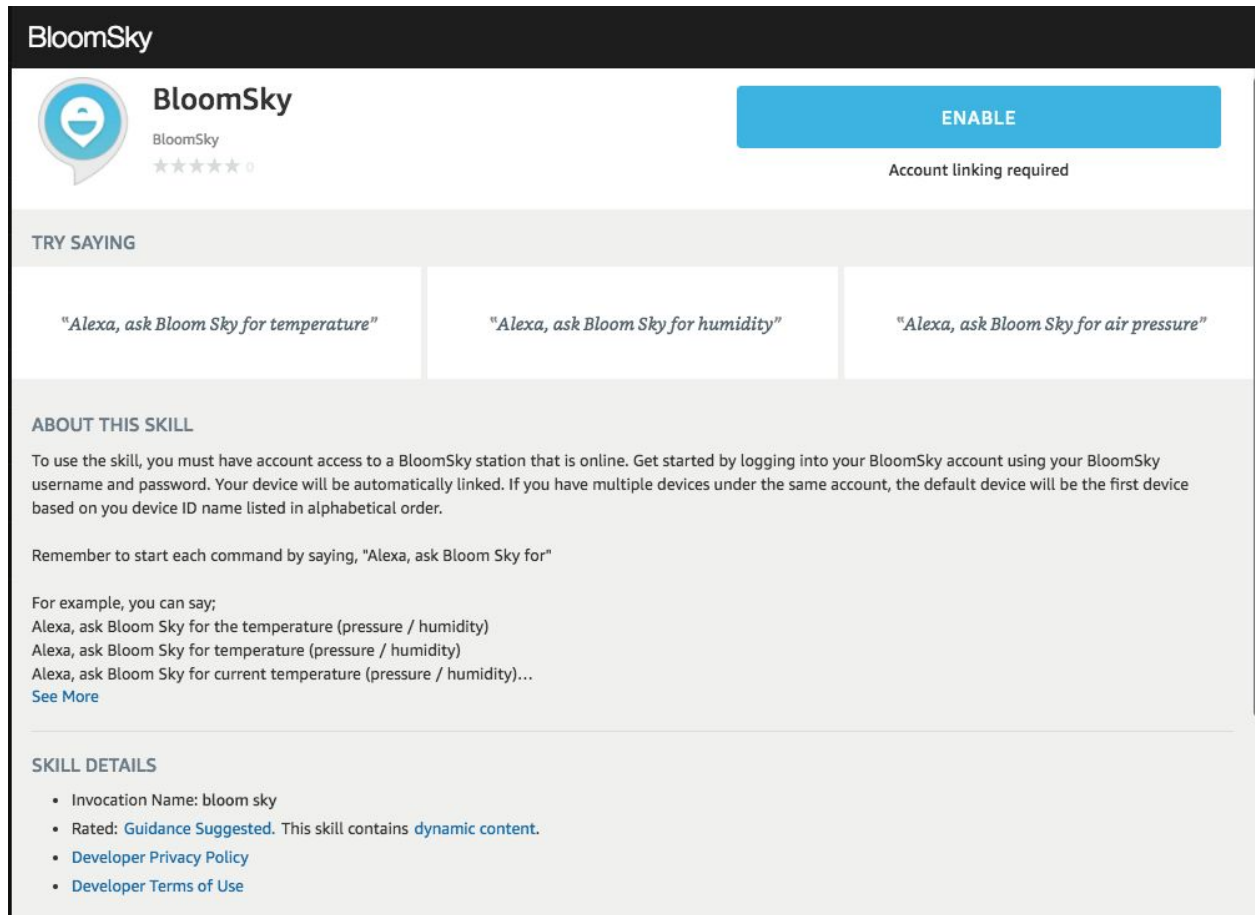 BloomSky
BloomSky
BloomSky
0
ENABLE
Account linking required
TRY SAYING
"Alexa, ask Bloom Sky for temperature"
"Alexa, ask Bloom Sky for humidity"
"Alexa, ask Bloom Sky for air pressure"
ABOUT THIS SKILL
To use the skill, you must have account access to a BloomSky station that is online. Get started by logging into your BloomSky account using your BloomSky
username and password. Your device will be automatically linked. If you have multiple devices under the same account, the default device will be the first device
based on you device ID name listed in alphabetical order.
Remember to start each command by saying, "Alexa, ask Bloom Sky for"
For example, you can say;
Alexa, ask Bloom Sky for the temperature (pressure / humidity)
Alexa, ask Bloom Sky for temperature (pressure / humidity)
Alexa, ask Bloom Sky for current temperature (pressure / humidity)...
See More
SKILL DETAILS
• Invocation Name: bloom sky
• Rated: Guidance Suggested. This skill contains dynamic content.
• Developer Privacy Policy
• Developer Terms of Use